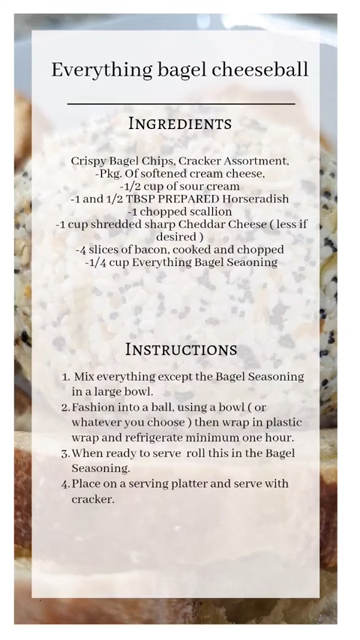 Everything bagel cheeseball
Ingredients
Crispy Bagel Chips, Cracker Assortment,
-Pkg. Of softened cream cheese,
-1/2 cup of sour cream
-1 and 1/2 TBSP PREPARED Horseradish
-1 chopped scallion
-1 cup shredded sharp Cheddar Cheese ( less if
desired )
-4 slices of bacon, cooked and chopped
-1/4 cup Everything Bagel Seaoning
Instructions
1. Mix everything except the Bagel Seasoning
in a large bowl.
2. Fashion into a ball, using a bowl ( or
whatever you choose ) then wrap in plastic
wrap and refrigerate minimum one hour.
3. When ready to serve roll this in the Bagel
Seasoning.
4. Place on a serving platter and serve with
cracker.